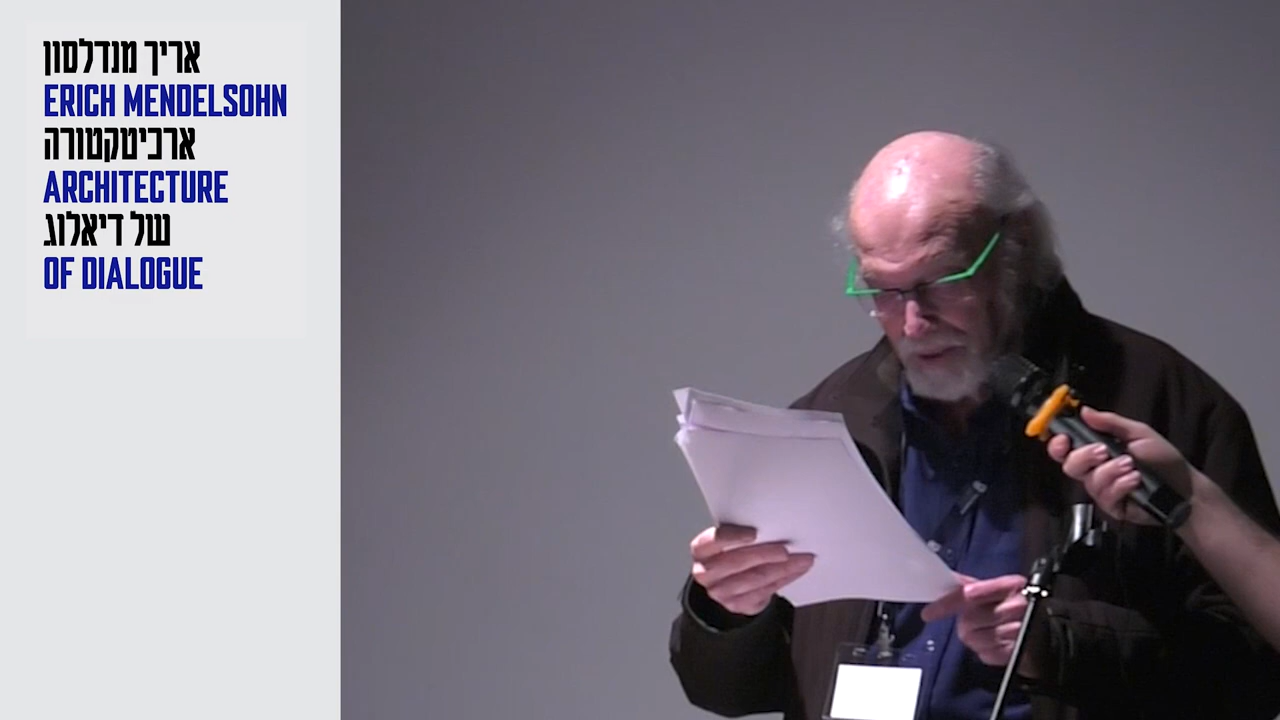 אריך מנדלסון
ERICH MENDELSOHN
ארכיטקטורה
ARCHITECTURE
של דיאלוג
OF DIALOGUE